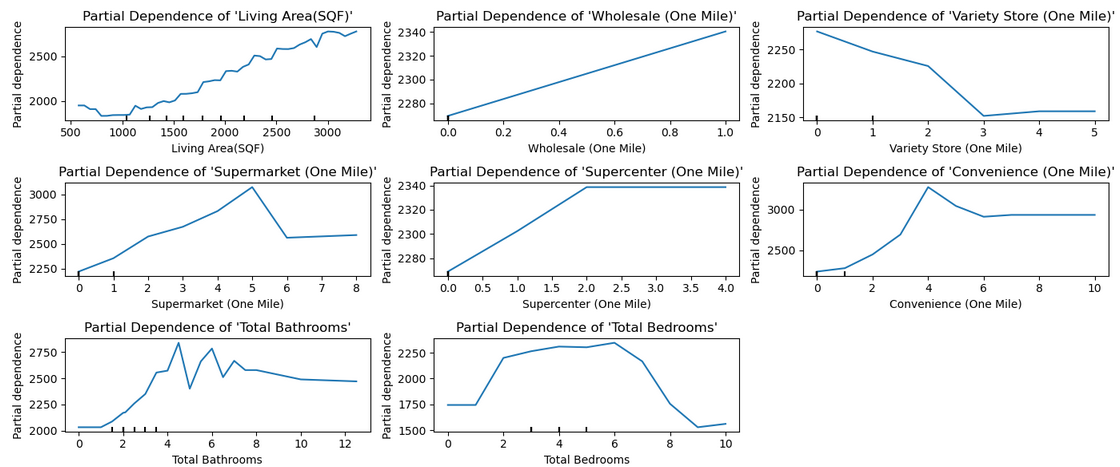 Partial Dependence of 'Living Area(SQF)'
Partial dependence
2500
2000
500 1000 1500 2000 2500 3000
Living Area(SQF)
Partial Dependence of 'Wholesale (One Mile)'
Partial dependence
2340
2320
2300
2280
0.0 0.2 0.4 0.6 0.8 1.0
Wholesale (One Mile)
Partial Dependence of 'Variety Store (One Mile)'
Partial dependence
2250
2200
2150
0 1 2 3 4 5
Variety Store (One Mile)
Partial Dependence of 'Supermarket (One Mile)'
Partial dependence
3000
2750
2500
2250
0 1 2 3 4 5 6 7 8
Supermarket (One Mile)
Partial Dependence of 'Supercenter (One Mile)'
Partial dependence
2340
2320
2300
2280
0.0 0.5 1.0 1.5 2.0 2.5 3.0 3.5 4.0
Supercenter (One Mile)
Partial Dependence of 'Convenience (One Mile)'
Partial dependence
3000
2500
0 2 4 6 8 10
Convenience (One Mile)
Partial Dependence of 'Total Bathrooms'
Partial dependence
2750
2500
2250
2000
0 2 4 6 8 10 12
Total Bathrooms
Partial Dependence of 'Total Bedrooms'
Partial dependence
2250
2000
1750
1500
0 2 4 6 8 10
Total Bedrooms